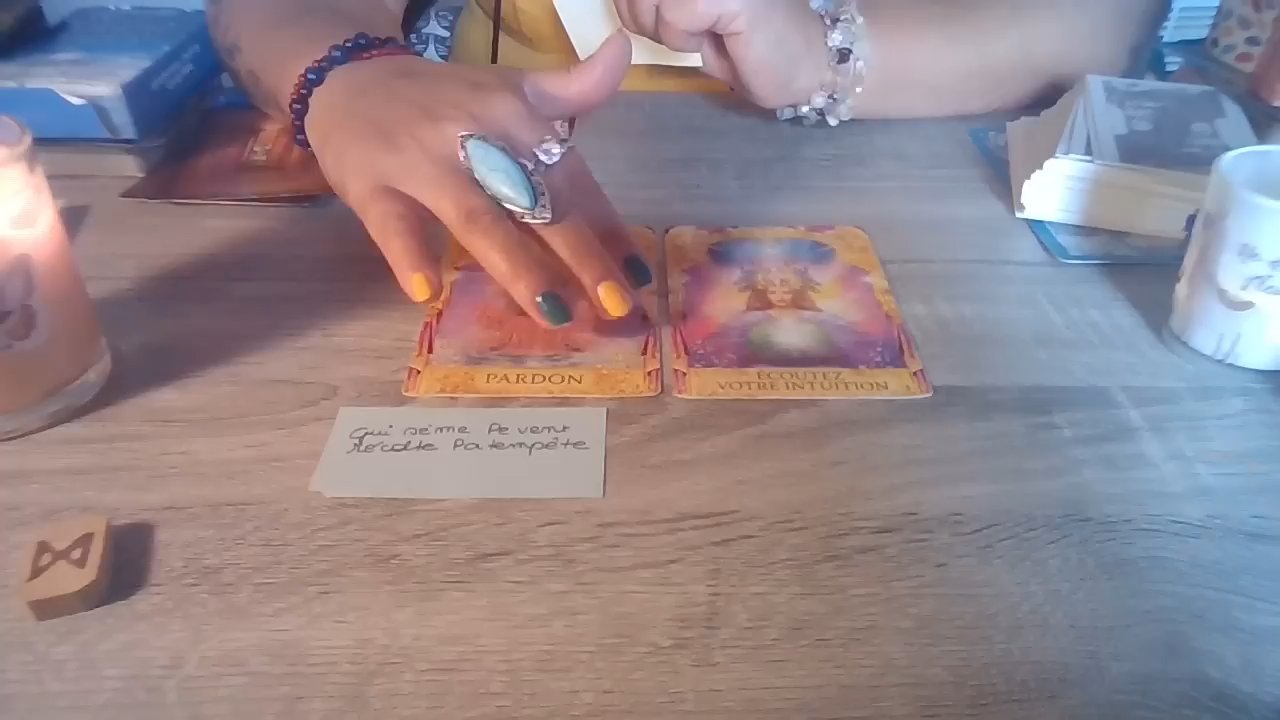 PARDON
ÉCOUTEZ
VOTRE INTUITION
Qui sème le vent
Récolte la tempête